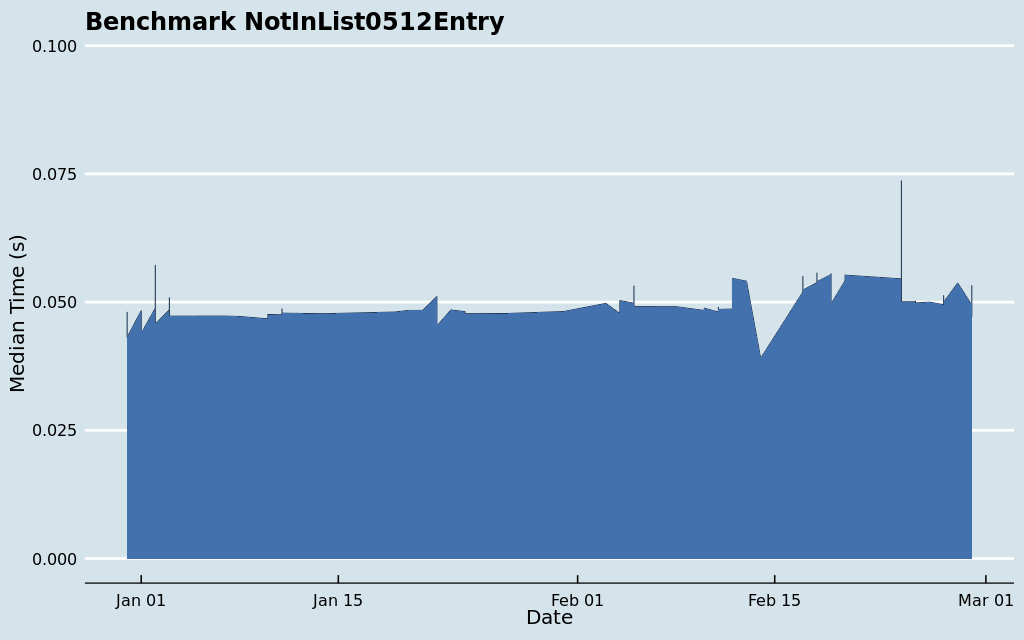 Benchmark NotInList0512Entry
0.100
0.075
0.050
0.025
0.000
Median Time (s)
Jan 01
Jan 15
Feb 01
Feb 15
Mar 01
Date